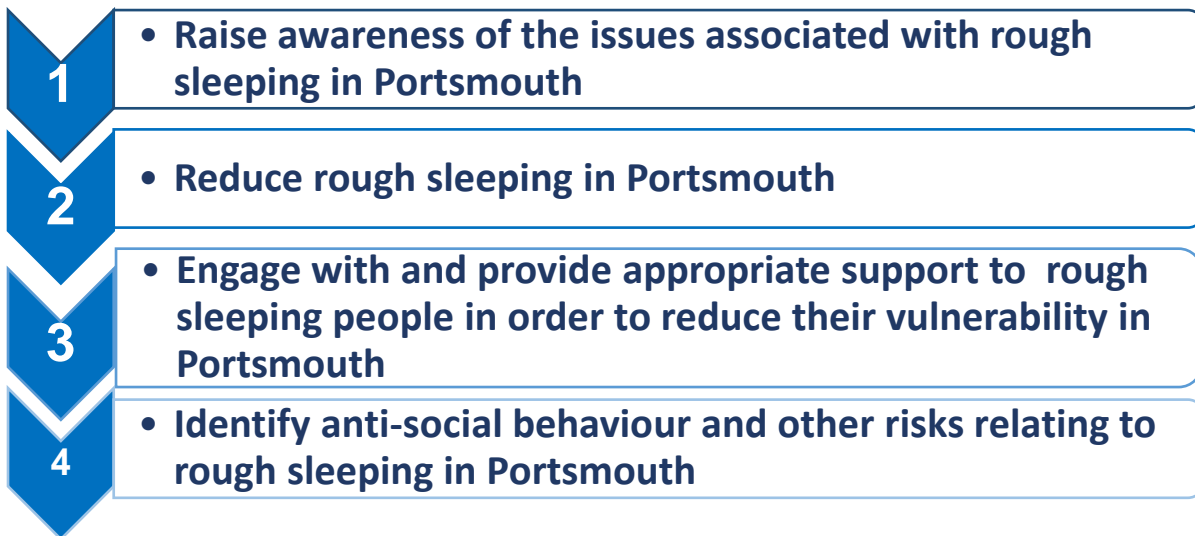 1
• Raise awareness of the issues associated with rough
sleeping in Portsmouth
2
• Reduce rough sleeping in Portsmouth
3
• Engage with and provide appropriate support to  rough
sleeping people in order to reduce their vulnerability in
Portsmouth
4
• Identify anti-social behaviour and other risks relating to
rough sleeping in Portsmouth